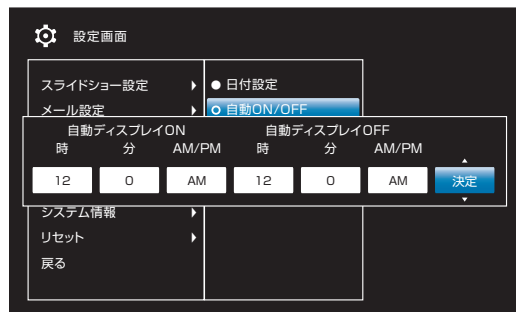 設定画面
スライドショー設定 日付設定
メール設定 自動ON/OFF
自動ディスプレイON 自動ディスプレイOFF
時 分 AM/PM 時 分 AM/PM
12 0 AM 12 0 AM 決定
システム情報
リセット
戻る